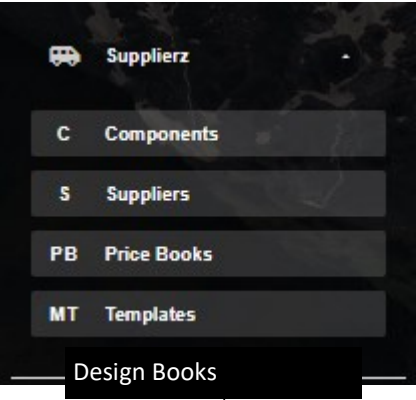 Supplierz
C Components
S Suppliers
PB Price Books
MT Templates
Design Books